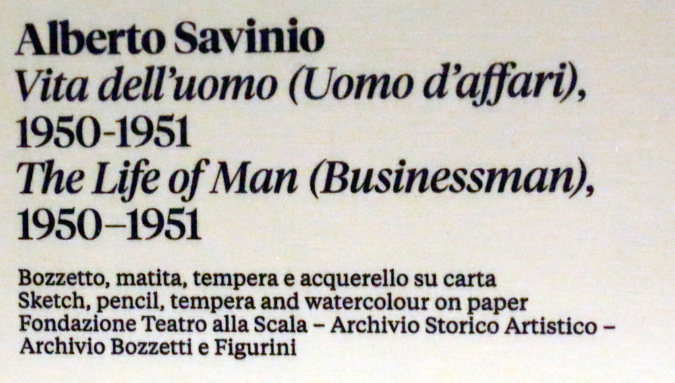 Alberto Savinio
Vita dell'uomo (Uomo d'affari),
1950-1951
The Life of Man (Businessman),
1950–1951
Bozzetto, matita, tempera e acquerello su carta
Sketch, pencil, tempera and watercolour on paper
Fondazione Teatro alla Scala – Archivio Storico Artistico –
Archivio Bozzetti e Figurini